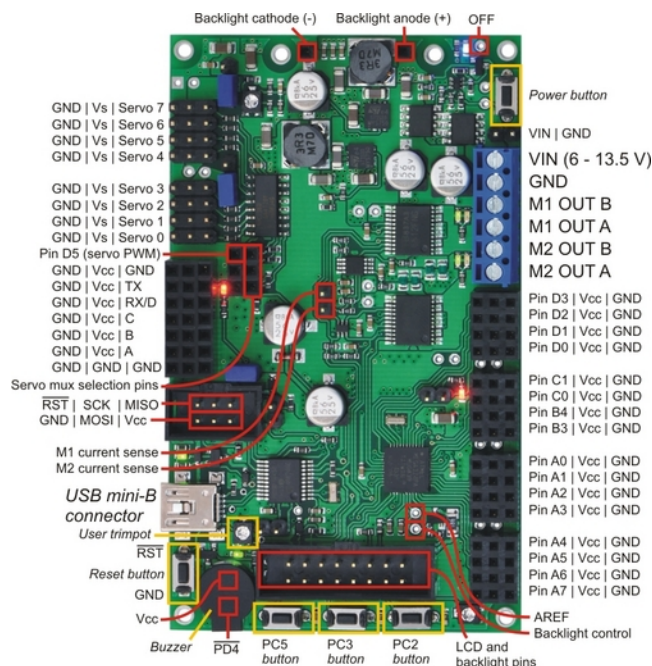 Backlight cathode (-)
Backlight anode (+)
OFF
Power button
VIN | GND
VIN (6 - 13.5 V)
GND
M1 OUT B
M1 OUT A
M2 OUT B
M2 OUT A
Pin D3 | Vcc | GND
Pin D2 | Vcc | GND
Pin D1 | Vcc | GND
Pin D0 | Vcc | GND
Pin C1 | Vcc | GND
Pin C0 | Vcc | GND
Pin B4 | Vcc | GND
Pin B3 | Vcc | GND
Pin A0 | Vcc | GND
Pin A1 | Vcc | GND
Pin A2 | Vcc | GND
Pin A3 | Vcc | GND
Pin A4 | Vcc | GND
Pin A5 | Vcc | GND
Pin A6 | Vcc | GND
Pin A7 | Vcc | GND
AREF
Backlight control
LCD and
backlight pins
GND | Vs | Servo 7
GND | Vs | Servo 6
GND | Vs | Servo 5
GND | Vs | Servo 4
GND | Vs | Servo 3
GND | Vs | Servo 2
GND | Vs | Servo 1
GND | Vs | Servo 0
Pin D5 (servo PWM)
GND | Vcc | GND
GND | Vcc | TX
GND | Vcc | RX/D
GND | Vcc | C
GND | Vcc | B
GND | Vcc | A
GND | GND | GND
Servo mux selection pins
RST | SCK | MISO
GND | MOSI | Vcc
M1 current sense
M2 current sense
USB mini-B
connector
User trimpot
RST
Reset button
GND
Vcc
Buzzer
PD4
PC5
button
PC3
button
PC2
button
3R3
3R3